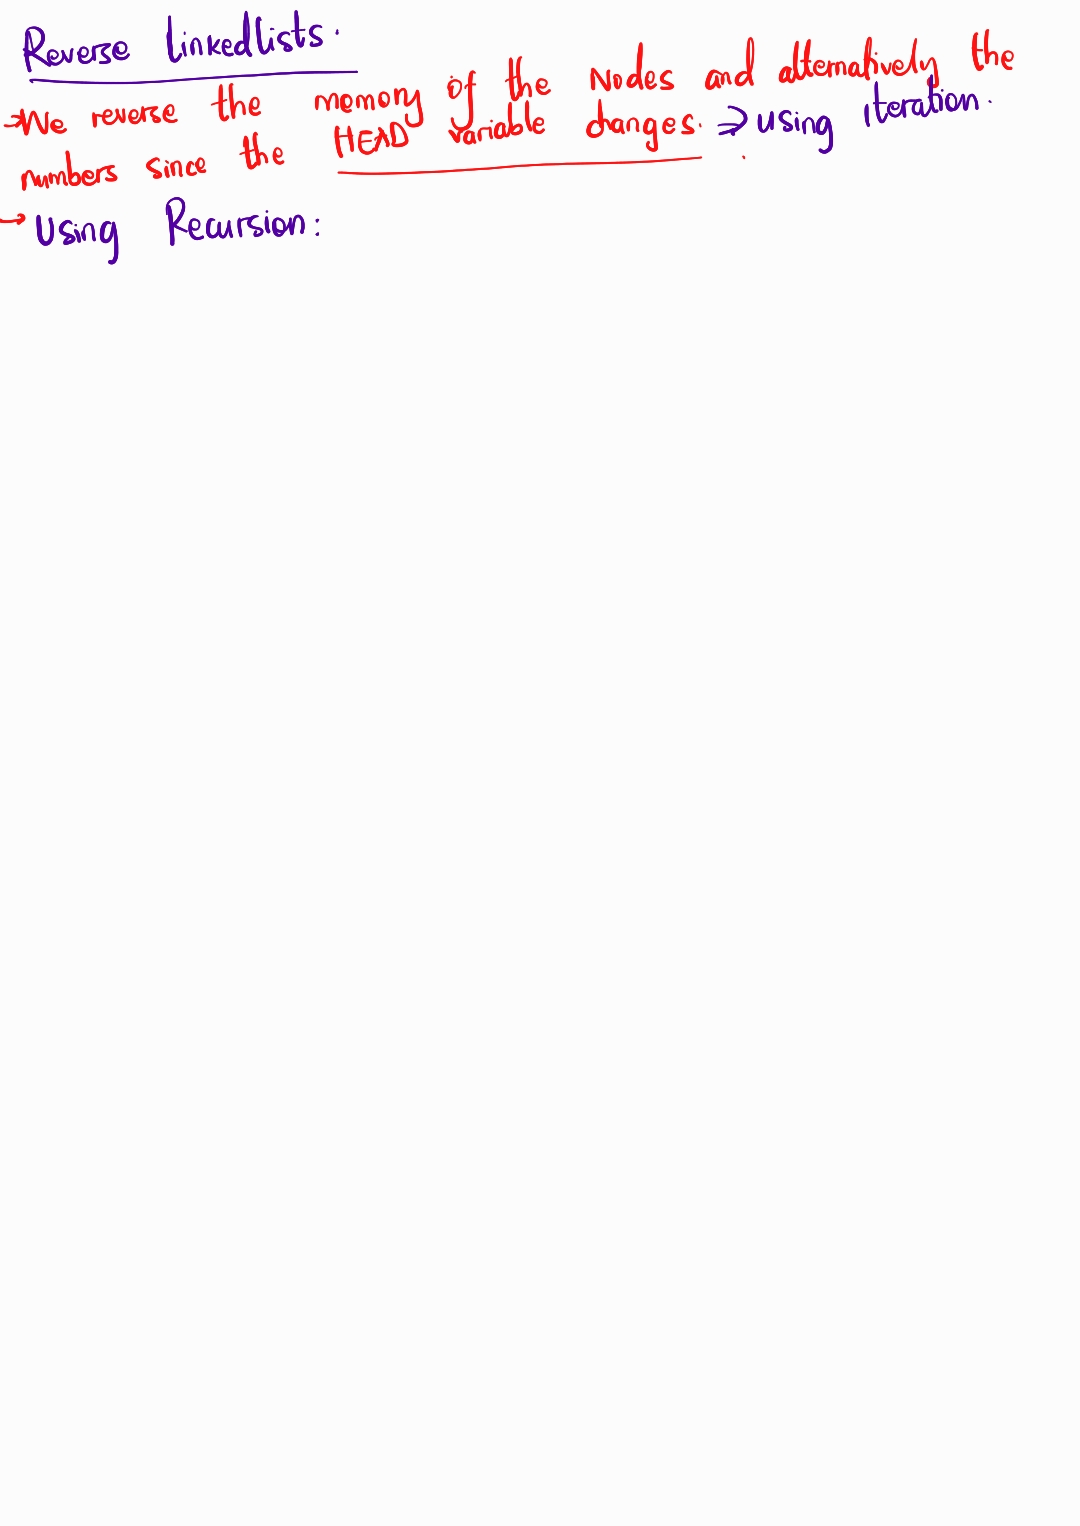 Reverse Linkedlists.
→We reverse the memory of the Nodes and alternatively the
numbers since the HEAD variable changes. ⇒ using iteration.
→ Using Recursion: